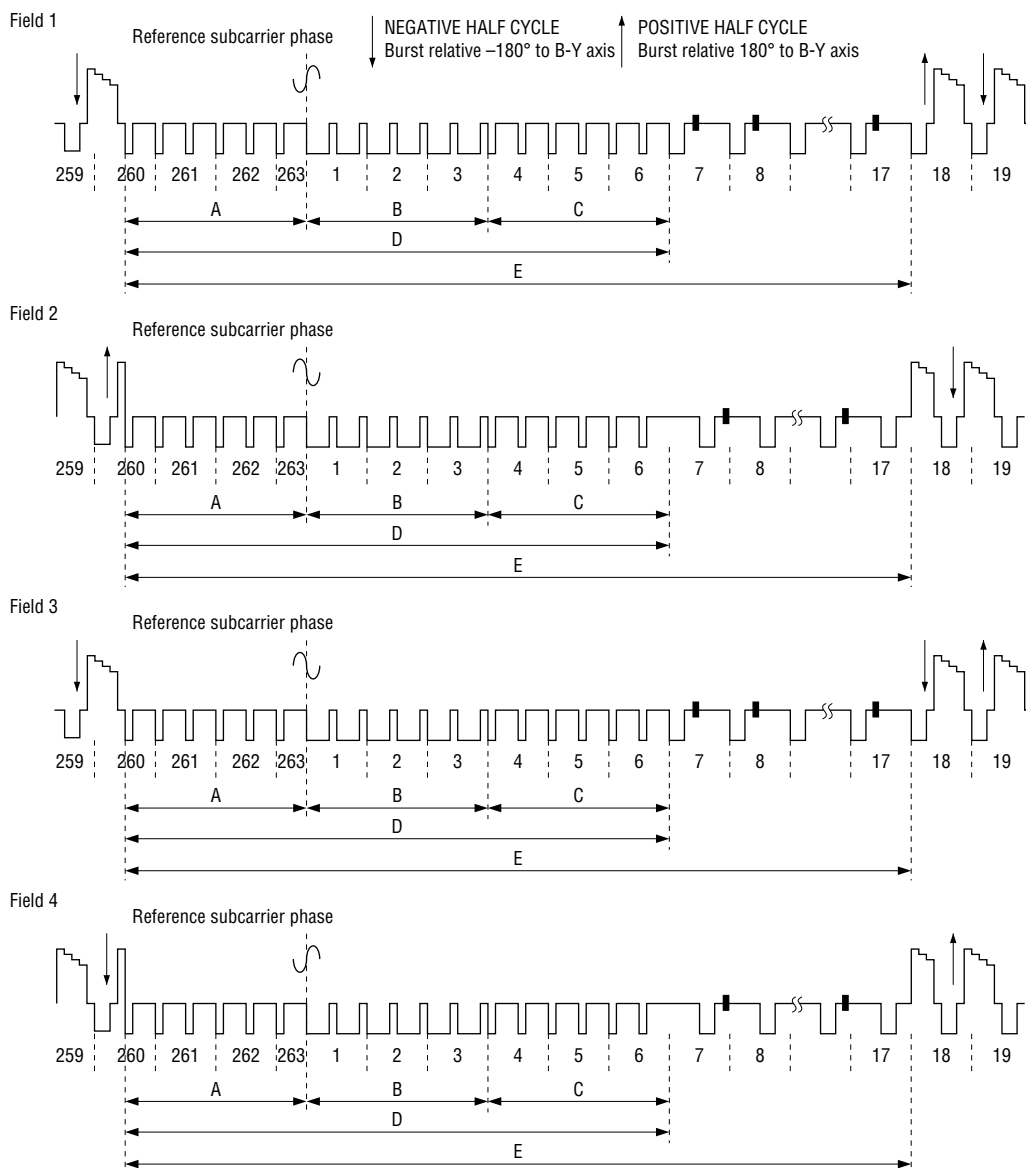 Field 1
Reference subcarrier phase
NEGATIVE HALF CYCLE
Burst relative –180° to B-Y axis
POSITIVE HALF CYCLE
Burst relative 180° to B-Y axis
259 260 261 262 263 1 2 3 4 5 6 7 8 17 18 19
A B C
D
E
Field 2
Reference subcarrier phase
259 260 261 262 263 1 2 3 4 5 6 7 8 17 18 19
A B C
D
E
Field 3
Reference subcarrier phase
259 260 261 262 263 1 2 3 4 5 6 7 8 17 18 19
A B C
D
E
Field 4
Reference subcarrier phase
259 260 261 262 263 1 2 3 4 5 6 7 8 17 18 19
A B C
D
E